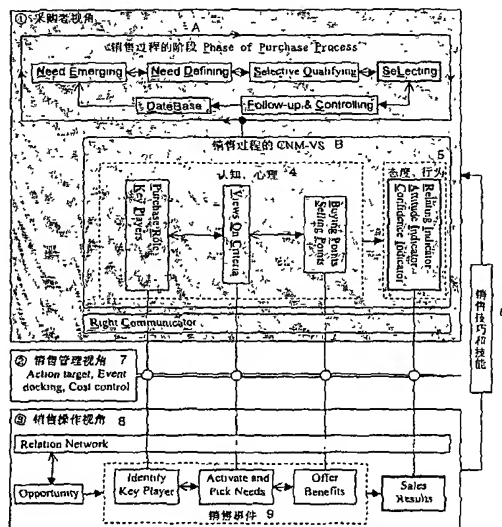 ① 采购者视角
A
销售过程的阶段 Phase of Purchase Process
Need Emerging
Need Defining
Selective Qualifying
SeLecting
DateBase
Follow-up & Controlling
销售过程的 CNM-VS B
认知、心理 4
态度、行为 5
Purchase Role
Key Players
Views On Criteria
Buying Points
Selling Points
Relating Indicator
Attitude Indicator
Confidence Indicator
Right Communicator
销售技巧和技能 6
② 销售管理视角 7
Action target, Event
docking, Cost control
③ 销售操作视角 8
Relation Network
Opportunity
Identify
Key Player
Activate and
Pick Needs
Offer
Benefits
Sales
Results
销售部件 9